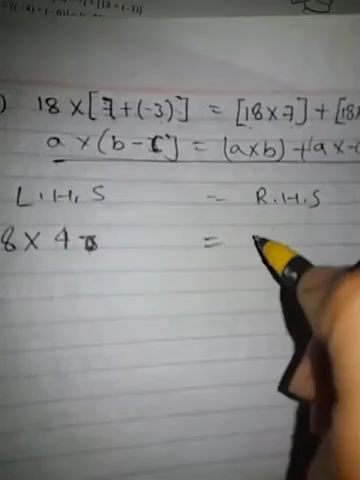 ) 18 × [7 + (-3)] = [18 × 7] + [18
a × (b - c] = (a × b) + (a × -
L.H.S = R.H.S
8 × 4 =